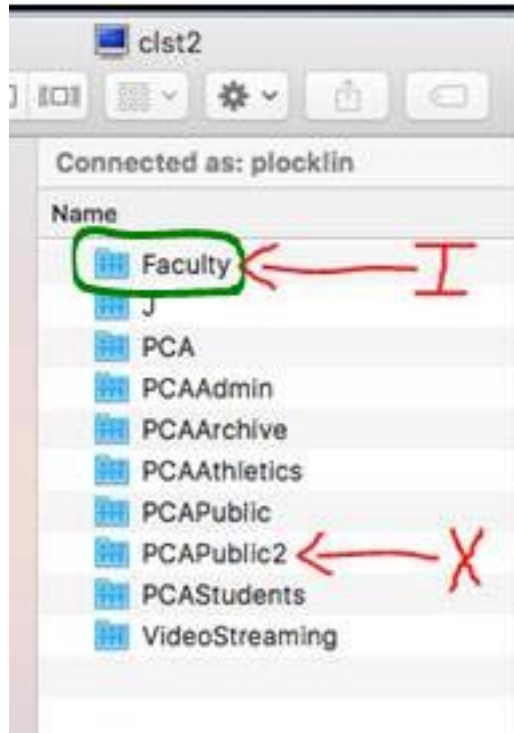 clst2
Connected as: plocklin
Name
Faculty I
J
PCA
PCAAdmin
PCAArchive
PCAAthletics
PCAPublic
PCAPublic2 X
PCAStudents
VideoStreaming